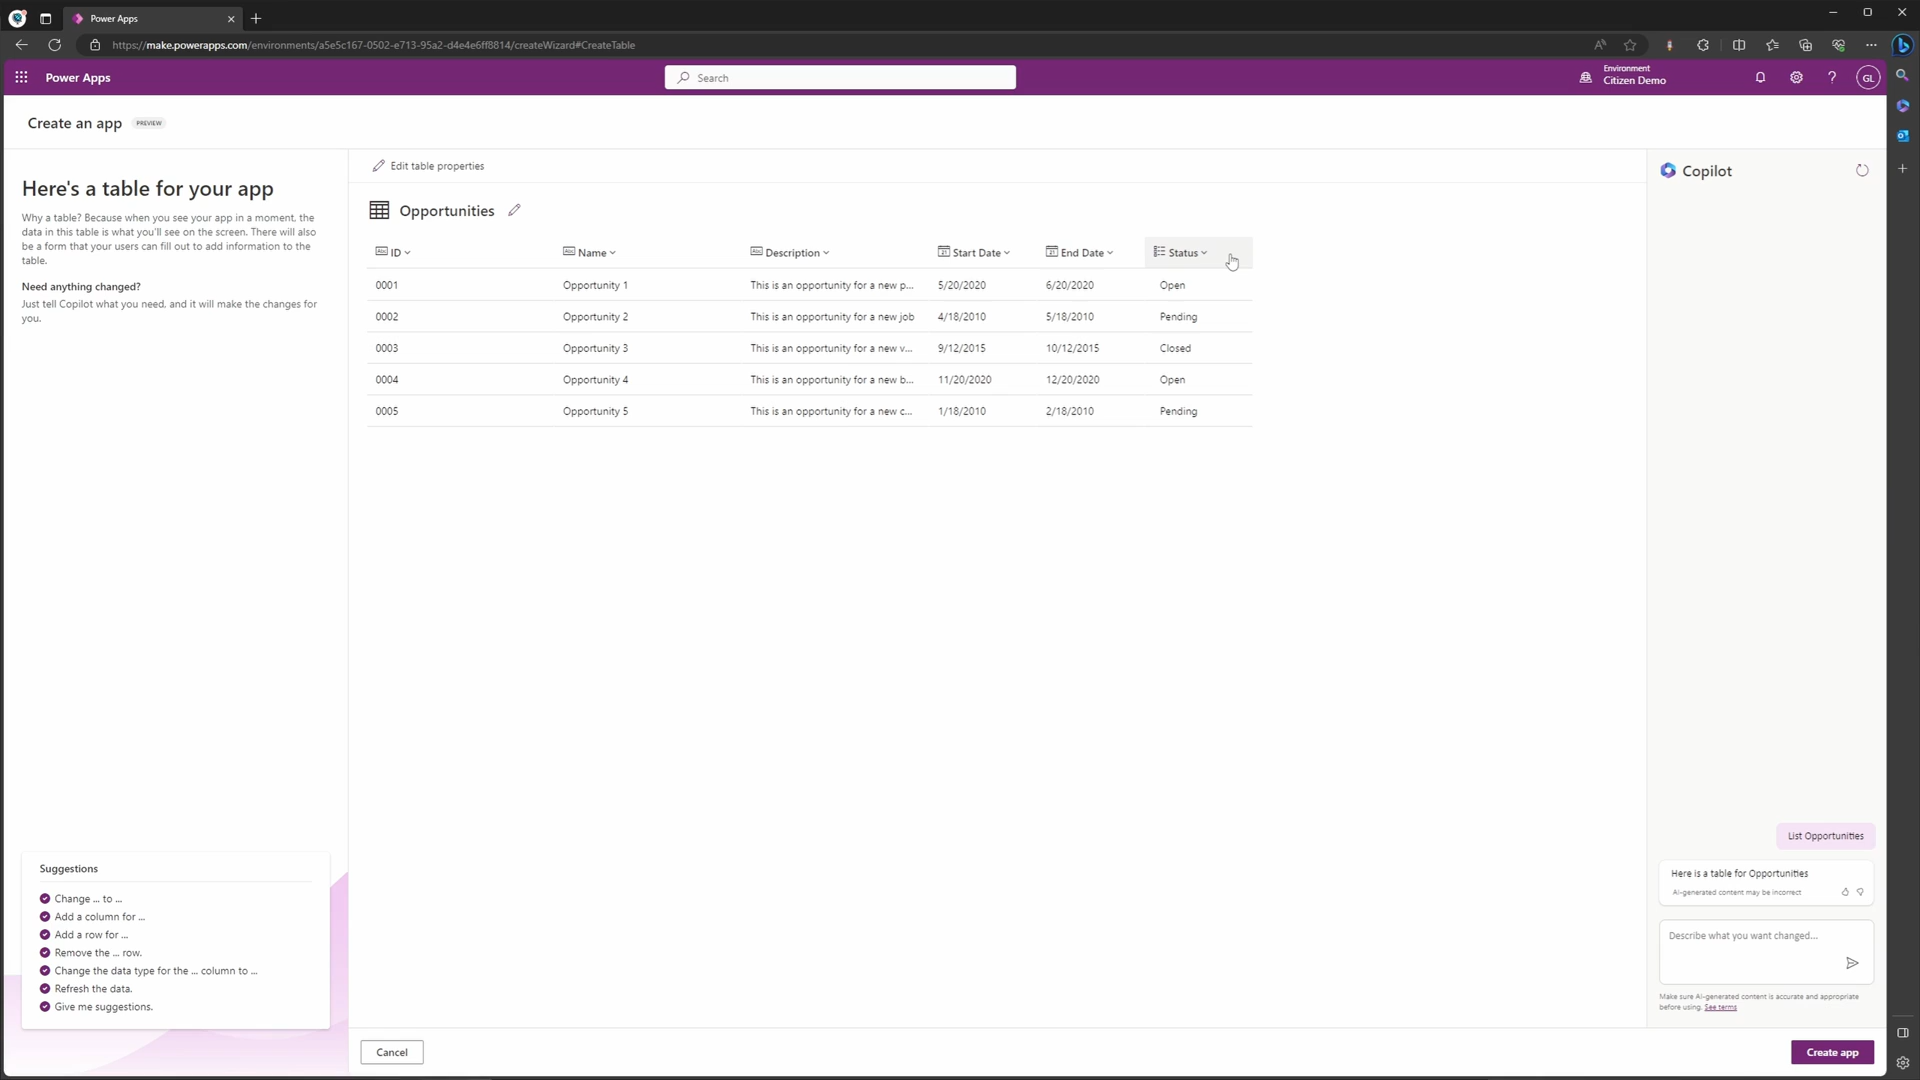 Power Apps
https://make.powerapps.com/environments/a5e5c167-0502-e713-95a2-d4e4e6ff8814/createWizard#CreateTable
Power Apps
Search
Environment
Citizen Demo
GL
Create an app PREVIEW
Here's a table for your app
Why a table? Because when you see your app in a moment, the
data in this table is what you'll see on the screen. There will also
be a form that your users can fill out to add information to the
table.
Need anything changed?
Just tell Copilot what you need, and it will make the changes for
you.
Suggestions
Change ... to ...
Add a column for ...
Add a row for ...
Remove the ... row.
Change the data type for the ... column to ...
Refresh the data.
Give me suggestions.
Edit table properties
Opportunities
ID Name Description Start Date End Date Status
0001 Opportunity 1 This is an opportunity for a new p... 5/20/2020 6/20/2020 Open
0002 Opportunity 2 This is an opportunity for a new job 4/18/2010 5/18/2010 Pending
0003 Opportunity 3 This is an opportunity for a new v... 9/12/2015 10/12/2015 Closed
0004 Opportunity 4 This is an opportunity for a new b... 11/20/2020 12/20/2020 Open
0005 Opportunity 5 This is an opportunity for a new c... 1/18/2010 2/18/2010 Pending
Cancel
Copilot
List Opportunities
Here is a table for Opportunities
AI-generated content may be incorrect
Describe what you want changed...
Make sure AI-generated content is accurate and appropriate
before using. See terms
Create app